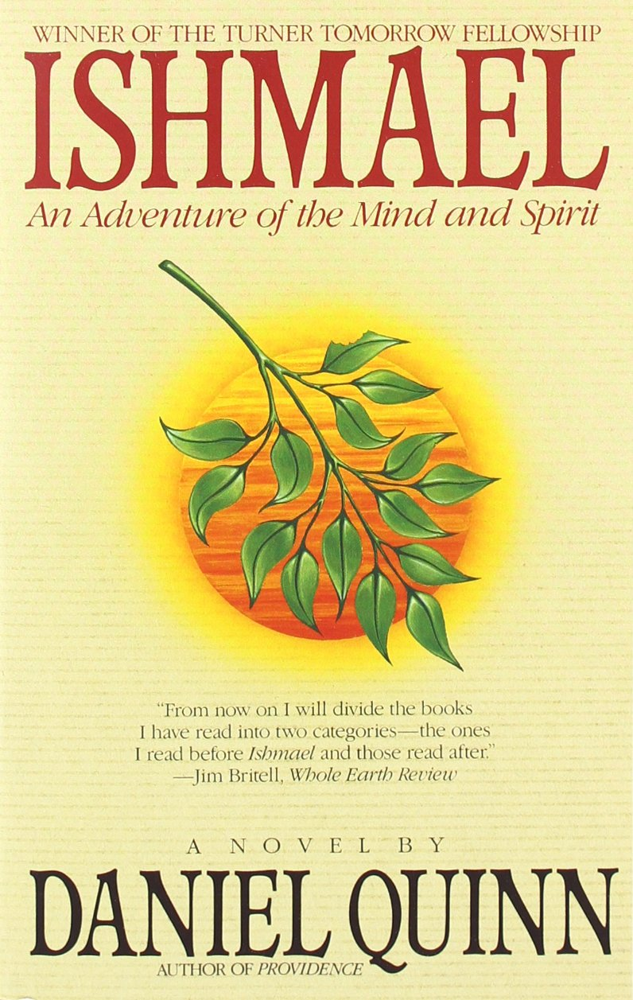 WINNER OF THE TURNER TOMORROW FELLOWSHIP
ISHMAEL
An Adventure of the Mind and Spirit
“From now on I will divide the books
I have read into two categories—the ones
I read before Ishmael and those read after.”
—Jim Britell, Whole Earth Review
A NOVEL BY
DANIEL QUINN
AUTHOR OF PROVIDENCE